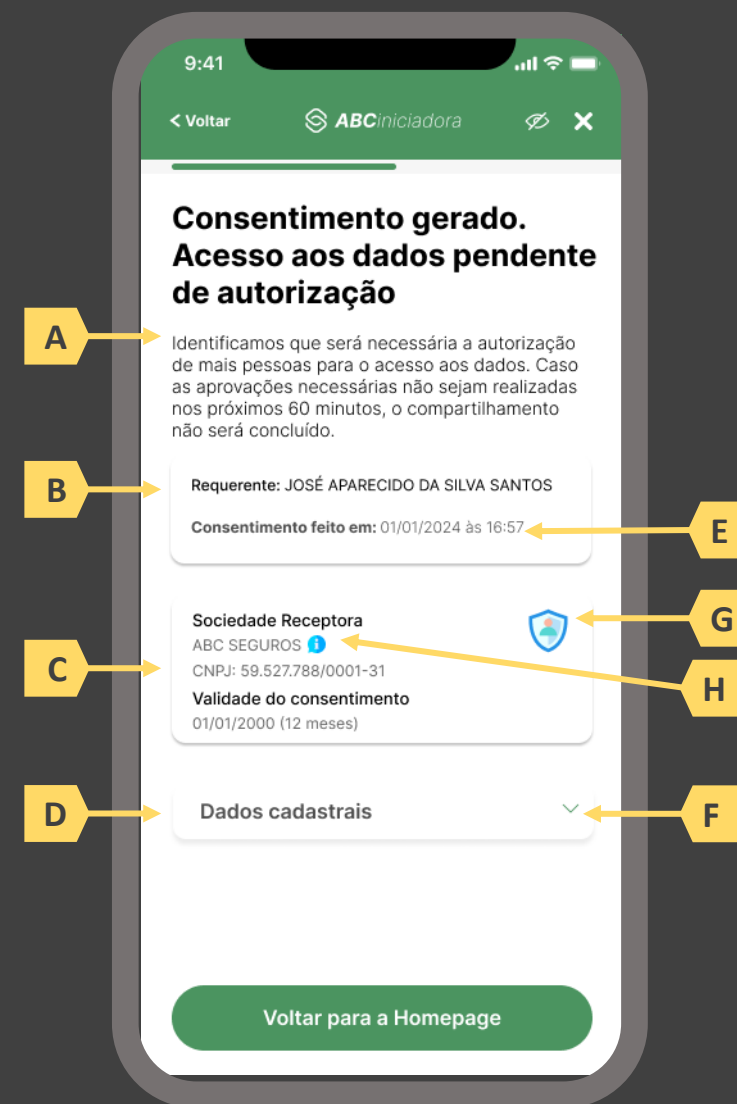 9:41
< Voltar
ABCiniciadora
Consentimento gerado.
Acesso aos dados pendente
de autorização
A
Identificamos que será necessária a autorização
de mais pessoas para o acesso aos dados. Caso
as aprovações necessárias não sejam realizadas
nos próximos 60 minutos, o compartilhamento
não será concluído.
B
Requerente: JOSÉ APARECIDO DA SILVA SANTOS
Consentimento feito em: 01/01/2024 às 16:57
E
Sociedade Receptora
G
ABC SEGUROS
C
CNPJ: 59.527.788/0001-31
H
Validade do consentimento
01/01/2000 (12 meses)
D
Dados cadastrais
F
Voltar para a Homepage